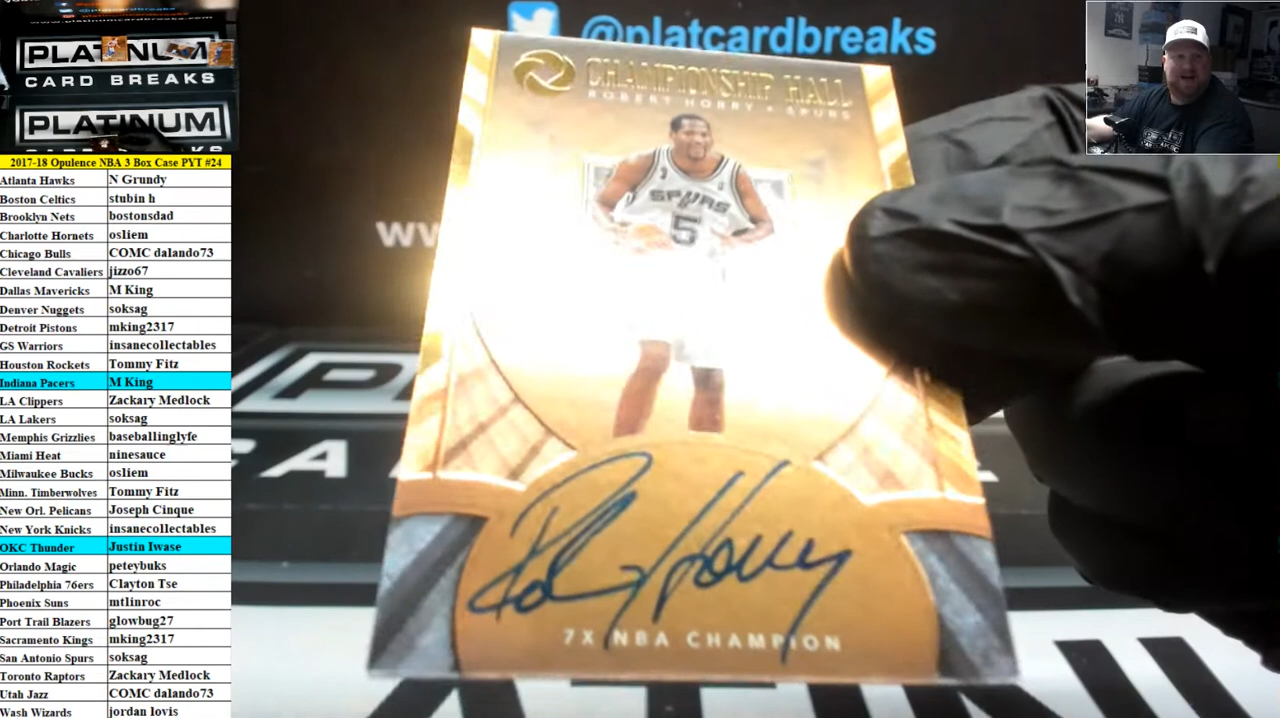 www.platinumcardbreaks.com
PLATINUM
CARD BREAKS
PLATINUM
2017-18 Opulence NBA 3 Box Case PYT #24
Atlanta Hawks N Grundy
Boston Celtics stubin h
Brooklyn Nets bostonsdad
Charlotte Hornets osliem
Chicago Bulls COMC dalando73
Cleveland Cavaliers jizzo67
Dallas Mavericks M King
Denver Nuggets soksag
Detroit Pistons mking2317
GS Warriors insanecollectables
Houston Rockets Tommy Fitz
Indiana Pacers M King
LA Clippers Zackary Medlock
LA Lakers soksag
Memphis Grizzlies baseballinglyfe
Miami Heat ninesauce
Milwaukee Bucks osliem
Minn. Timberwolves Tommy Fitz
New Orl. Pelicans Joseph Cinque
New York Knicks insanecollectables
OKC Thunder Justin Iwase
Orlando Magic peteybuks
Philadelphia 76ers Clayton Tse
Phoenix Suns mtlinroc
Port Trail Blazers glowbug27
Sacramento Kings mking2317
San Antonio Spurs soksag
Toronto Raptors Zackary Medlock
Utah Jazz COMC dalando73
Wash Wizards jordan lovis
@platcardbreaks
CHAMPIONSHIP HALL
ROBERT HORRY • SPURS
SPURS
5
Rob Horry
7X NBA CHAMPION